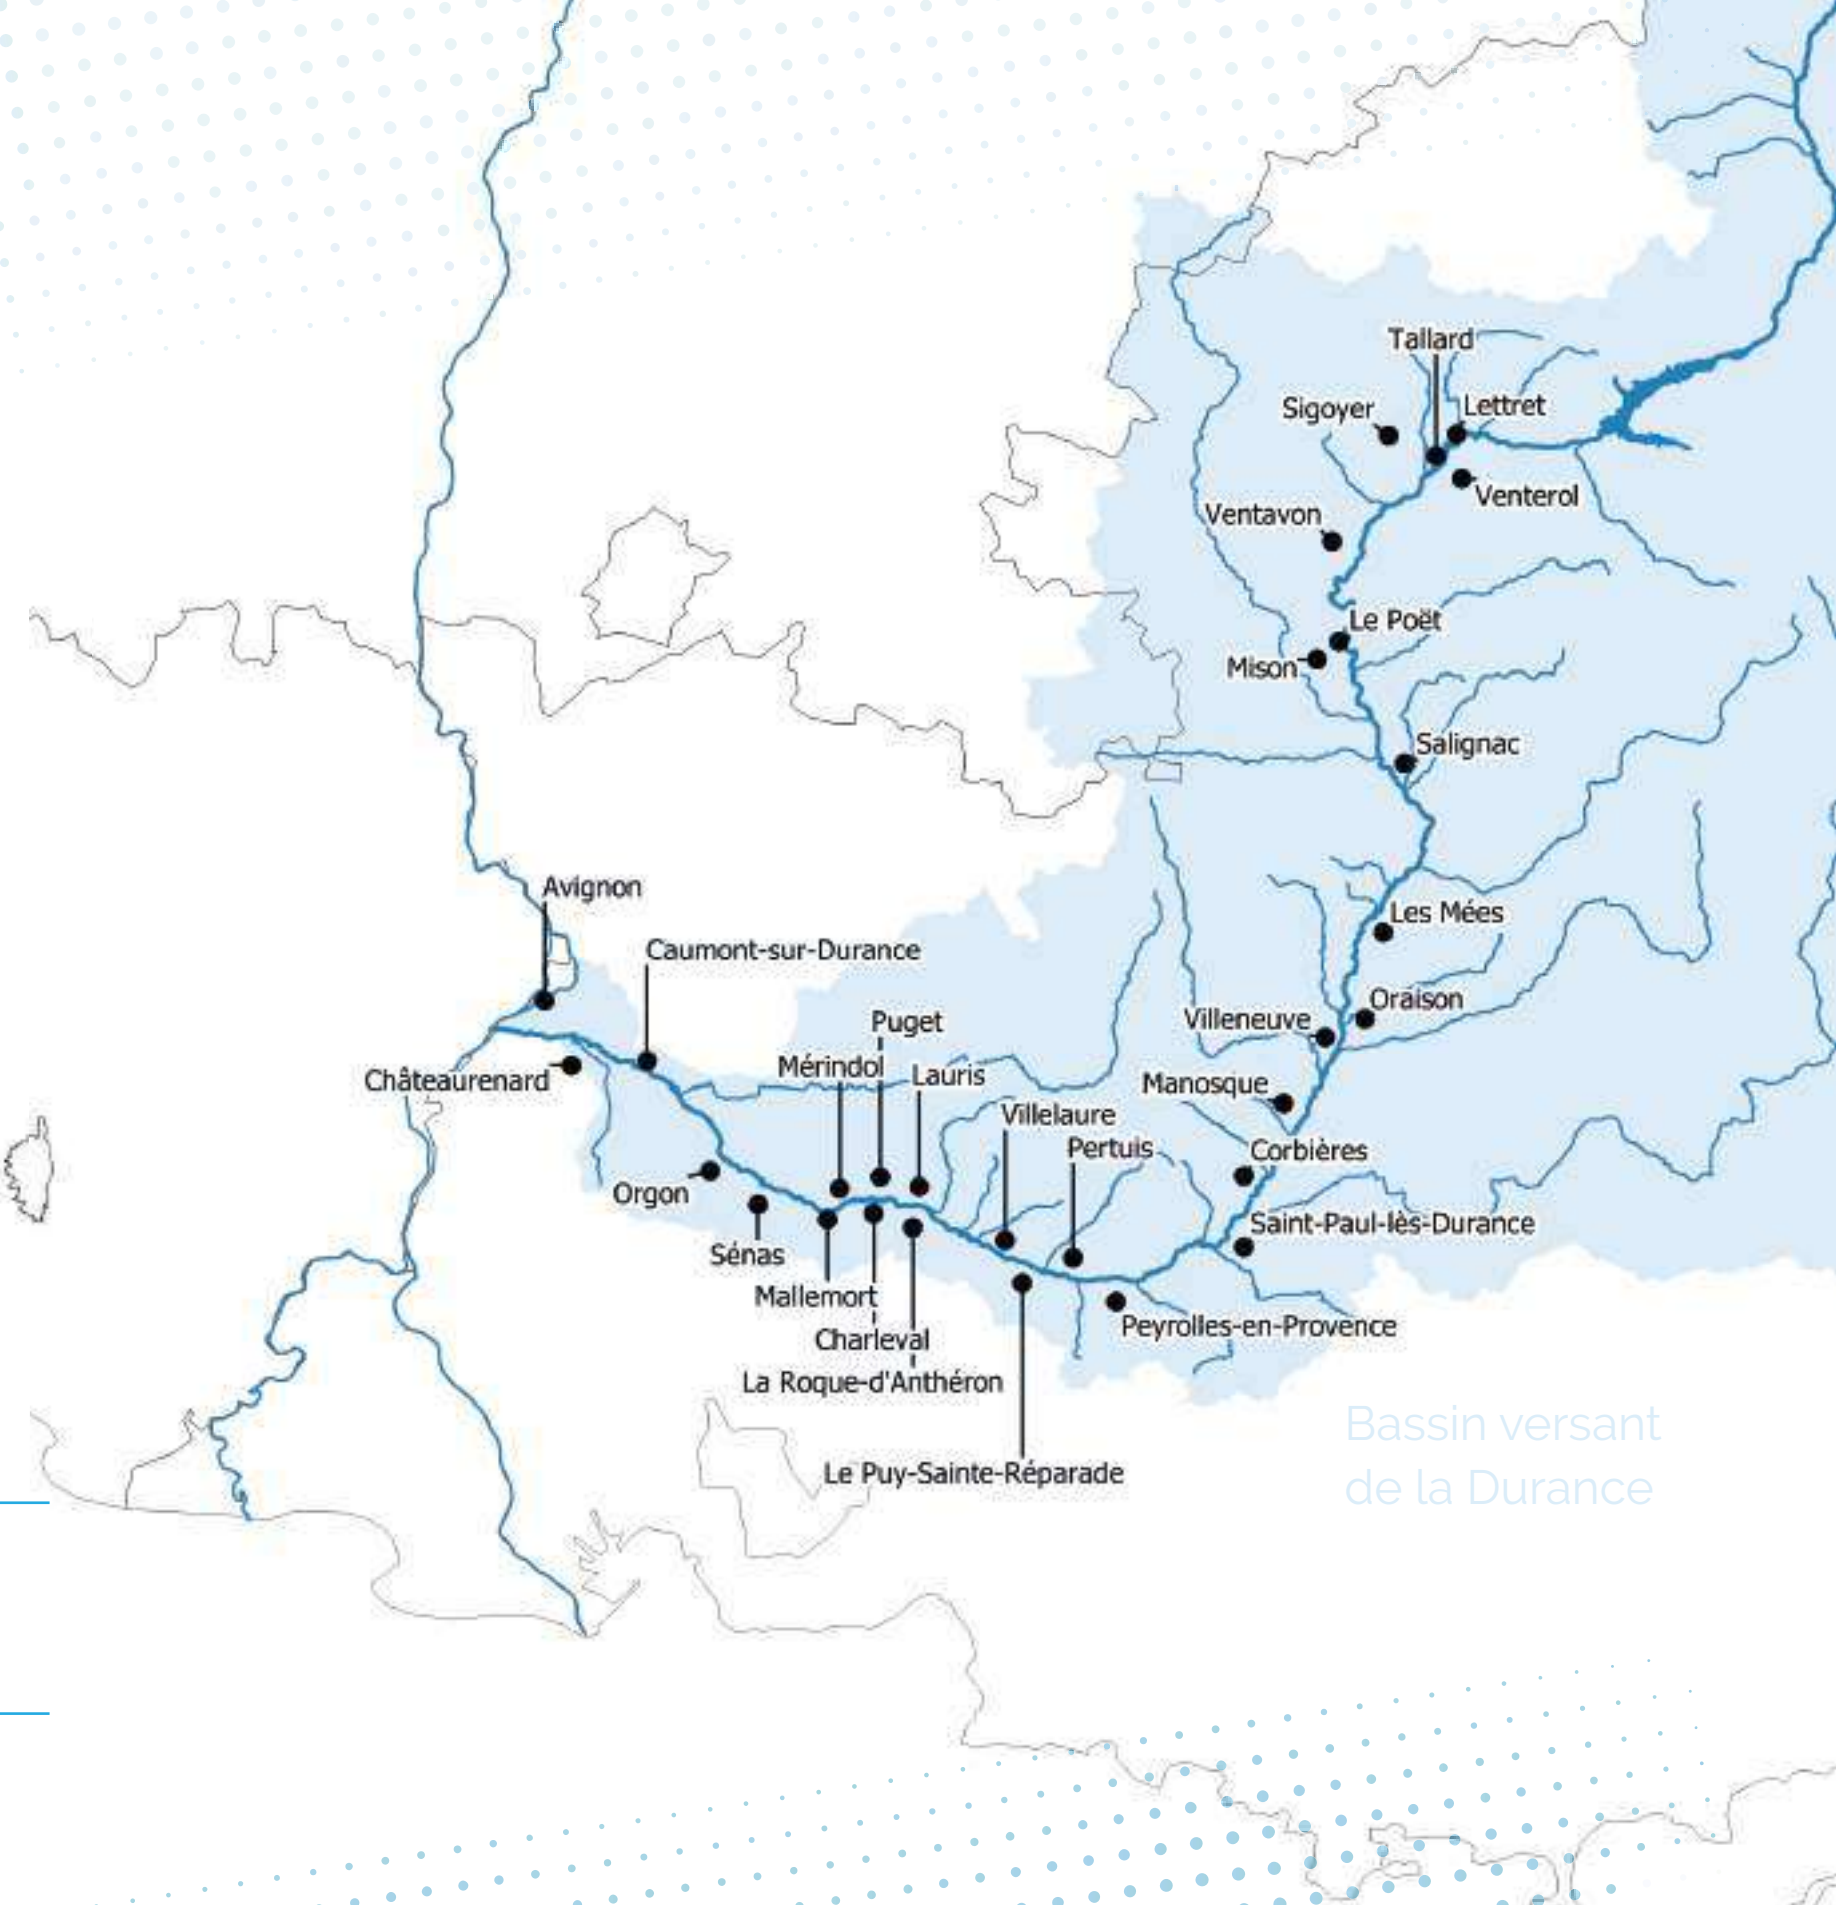 Tallard
Sigoyer
Lettret
Venterol
Ventavon
Le Poët
Mison
Salignac
Avignon
Les Mées
Caumont-sur-Durance
Oraison
Villeneuve
Puget
Mérindol
Lauris
Châteaurenard
Manosque
Villelaure
Pertuis
Corbières
Orgon
Saint-Paul-lès-Durance
Sénas
Mallemort
Peyrolles-en-Provence
Charleval
La Roque-d'Anthéron
Bassin versant
de la Durance
Le Puy-Sainte-Réparade